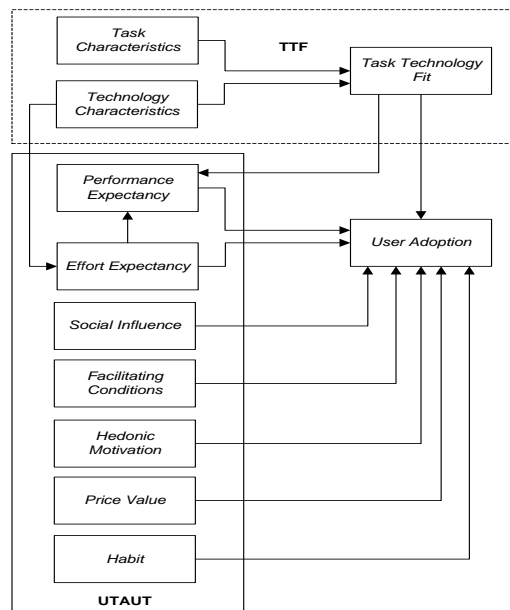 Task
Characteristics
TTF
Task Technology
Fit
Technology
Characteristics
Performance
Expectancy
User Adoption
Effort Expectancy
Social Influence
Facilitating
Conditions
Hedonic
Motivation
Price Value
Habit
UTAUT